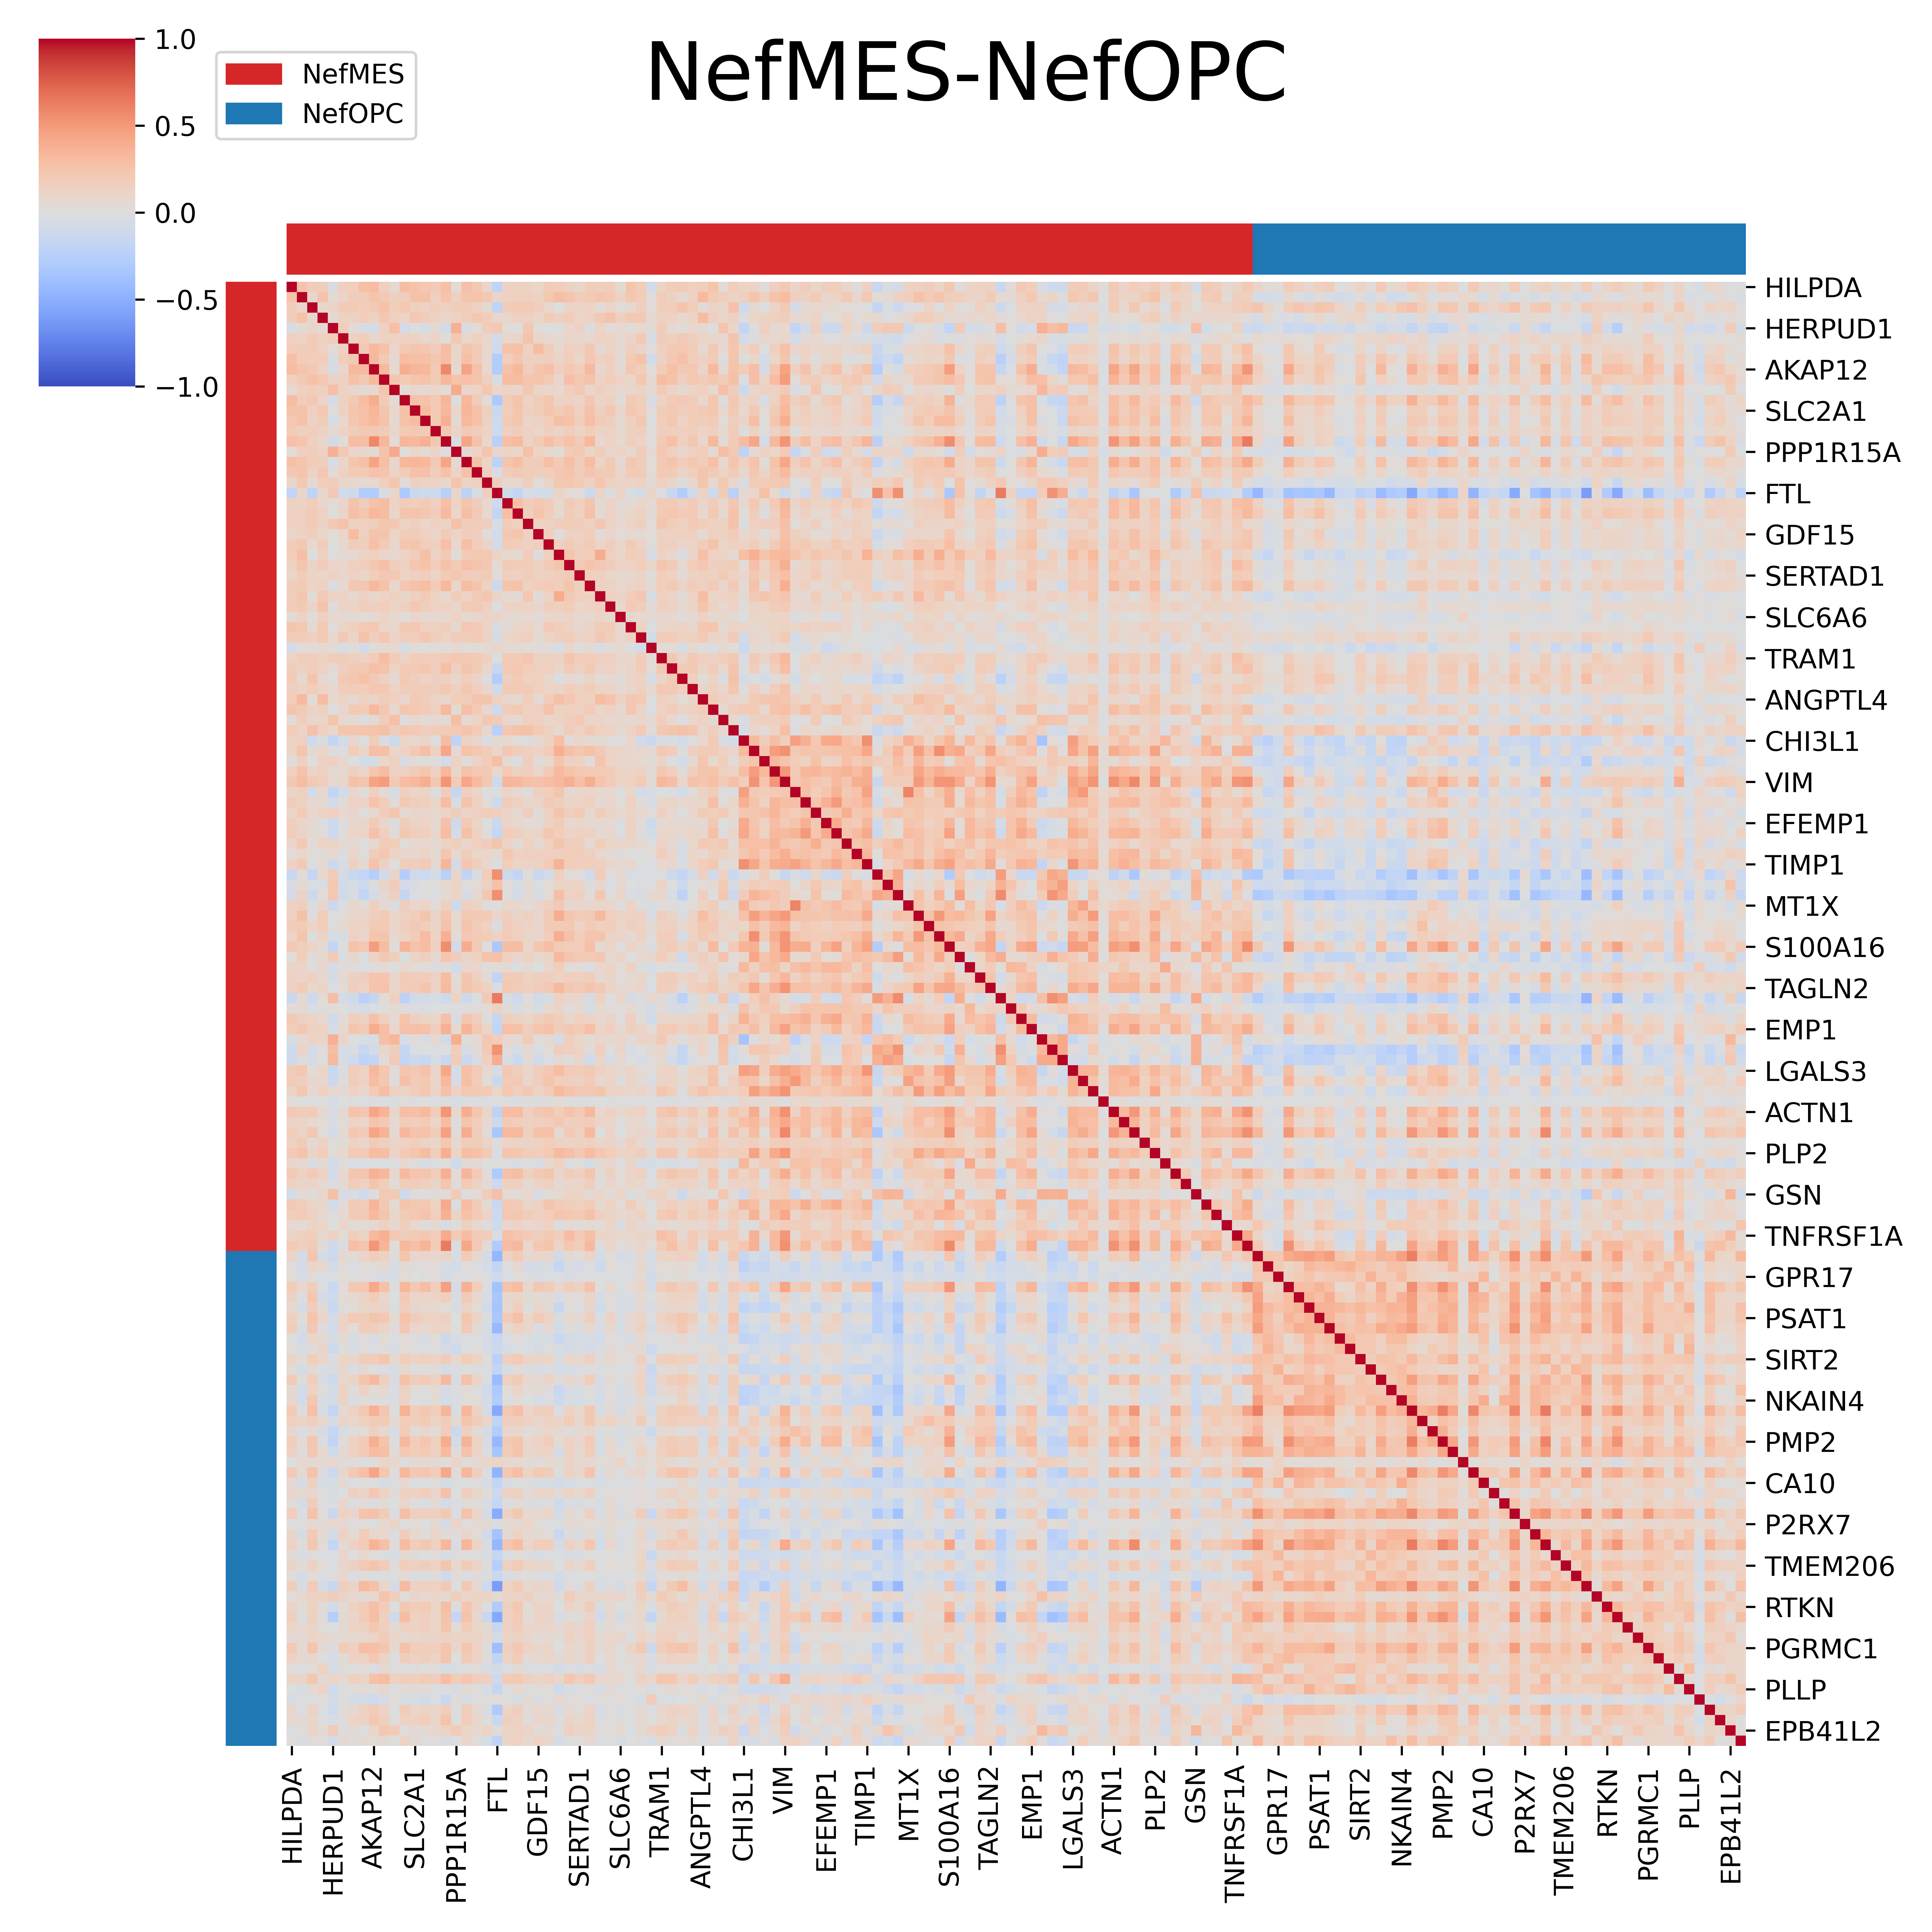 NefMES-NefOPC
1.0
0.5
0.0
−0.5
−1.0
NefMES
NefOPC
HILPDA
HERPUD1
AKAP12
SLC2A1
PPP1R15A
FTL
GDF15
SERTAD1
SLC6A6
TRAM1
ANGPTL4
CHI3L1
VIM
EFEMP1
TIMP1
MT1X
S100A16
TAGLN2
EMP1
LGALS3
ACTN1
PLP2
GSN
TNFRSF1A
GPR17
PSAT1
SIRT2
NKAIN4
PMP2
CA10
P2RX7
TMEM206
RTKN
PGRMC1
PLLP
EPB41L2
HILPDA
HERPUD1
AKAP12
SLC2A1
PPP1R15A
FTL
GDF15
SERTAD1
SLC6A6
TRAM1
ANGPTL4
CHI3L1
VIM
EFEMP1
TIMP1
MT1X
S100A16
TAGLN2
EMP1
LGALS3
ACTN1
PLP2
GSN
TNFRSF1A
GPR17
PSAT1
SIRT2
NKAIN4
PMP2
CA10
P2RX7
TMEM206
RTKN
PGRMC1
PLLP
EPB41L2